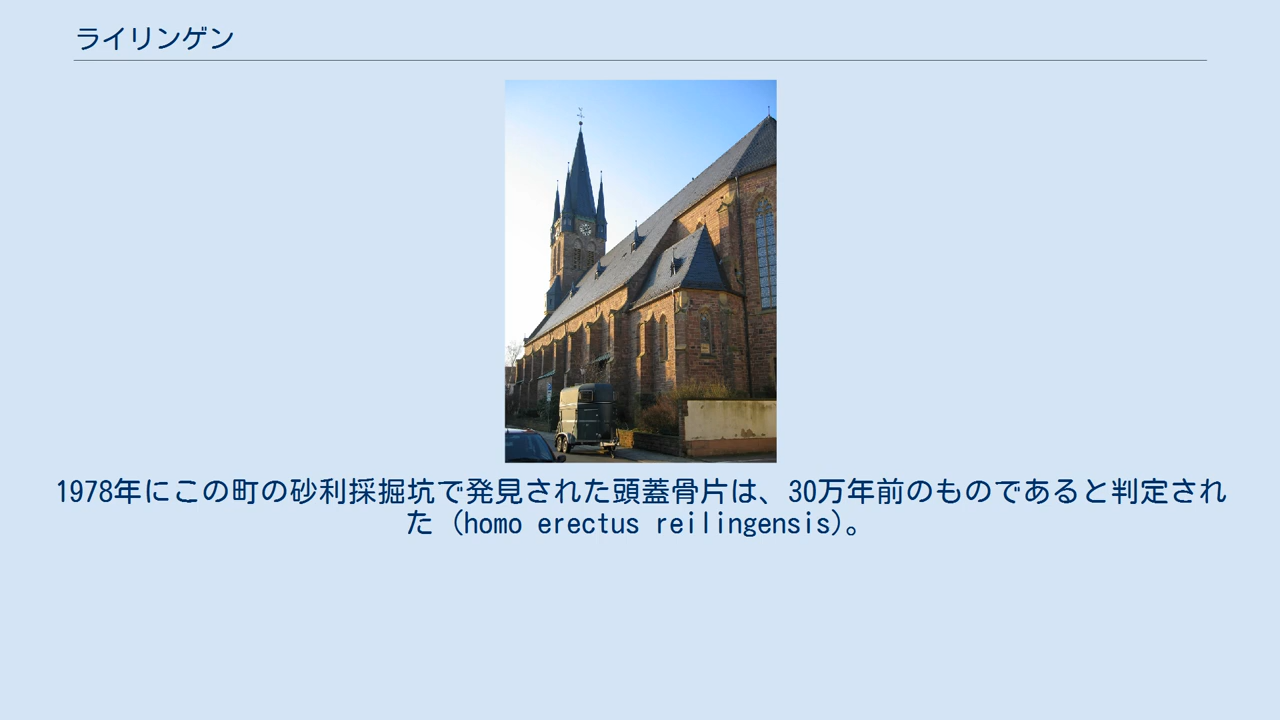 ライリンゲン
1978年にこの町の砂利採掘坑で発見された頭蓋骨片は、30万年前のものであると判定され
た (homo erectus reilingensis)。